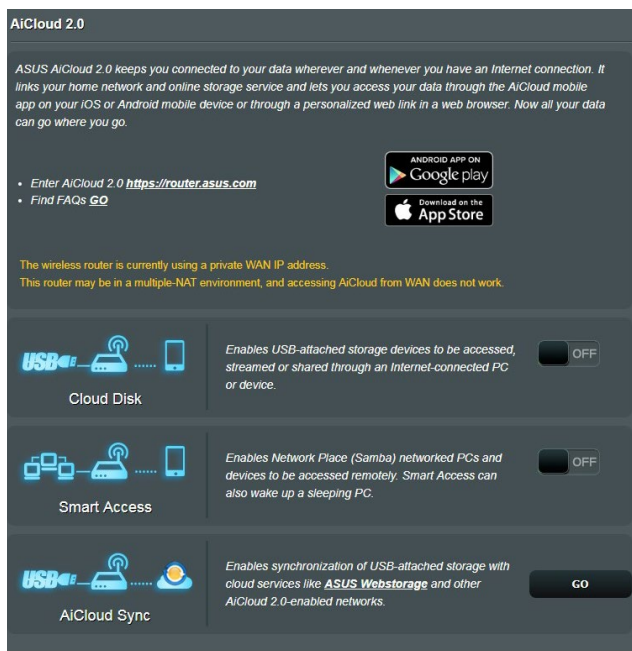 AiCloud 2.0
ASUS AiCloud 2.0 keeps you connected to your data wherever and whenever you have an Internet connection. It
links your home network and online storage service and lets you access your data through the AiCloud mobile
app on your iOS or Android mobile device or through a personalized web link in a web browser. Now all your data
can go where you go.
• Enter AiCloud 2.0 https://router.asus.com
• Find FAQs GO
ANDROID APP ON
Google play
Download on the
App Store
The wireless router is currently using a private WAN IP address.
This router may be in a multiple-NAT environment, and accessing AiCloud from WAN does not work.
USB
Cloud Disk
Enables USB-attached storage devices to be accessed,
streamed or shared through an Internet-connected PC
or device.
OFF
Smart Access
Enables Network Place (Samba) networked PCs and
devices to be accessed remotely. Smart Access can
also wake up a sleeping PC.
OFF
USB
AiCloud Sync
Enables synchronization of USB-attached storage with
cloud services like ASUS Webstorage and other
AiCloud 2.0-enabled networks.
GO